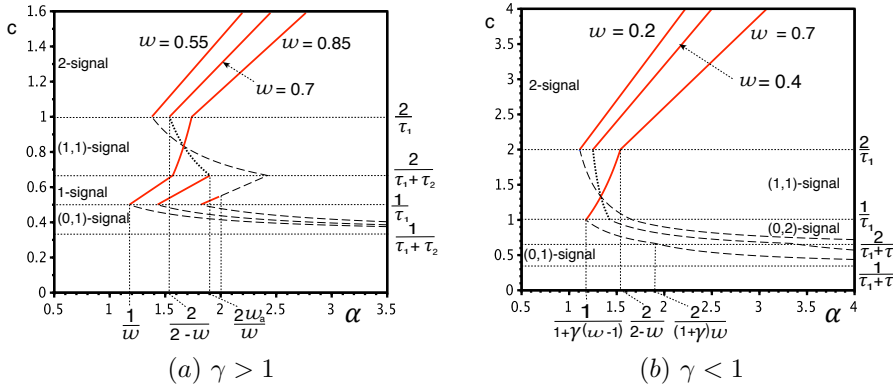 c
1.6
1.4
1.2
1
0.8
0.6
0.4
0.2
0
0.5
1
1.5
2
2.5
3
3.5
α
2-signal
(1,1)-signal
1-signal
(0,1)-signal
w = 0.55
w = 0.85
w = 0.7
2/τ₁
2/(τ₁+τ₂)
1/τ₁
1/(τ₁+τ₂)
1/w
2/(2-w)
2wₐ/w
(a) γ > 1
c
4
3.5
3
2.5
2
1.5
1
0.5
0
0.5
1
1.5
2
2.5
3
3.5
4
α
2-signal
(1,1)-signal
(0,2)-signal
(0,1)-signal
w = 0.2
w = 0.7
w = 0.4
2/τ₁
1/τ₁
2/(τ₁+τ
1/(τ₁+τ
1/(1+γ(w-1))
2/(2-w)
2/((1+γ)w)
(b) γ < 1